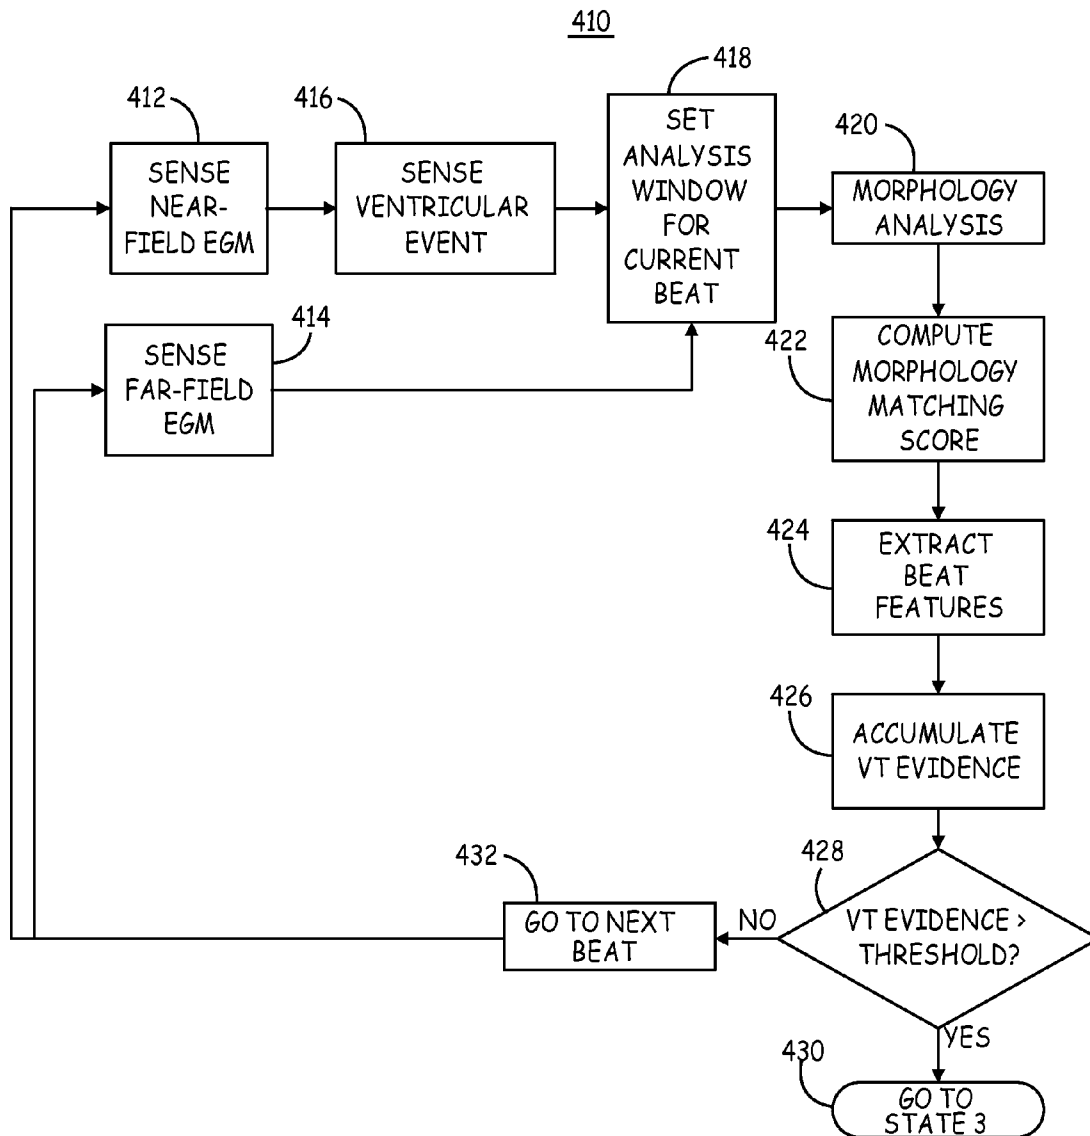 410
412
SENSE
NEAR-
FIELD EGM
416
SENSE
VENTRICULAR
EVENT
418
SET
ANALYSIS
WINDOW
FOR
CURRENT
BEAT
420
MORPHOLOGY
ANALYSIS
414
SENSE
FAR-FIELD
EGM
422
COMPUTE
MORPHOLOGY
MATCHING
SCORE
424
EXTRACT
BEAT
FEATURES
426
ACCUMULATE
VT EVIDENCE
428
VT EVIDENCE >
THRESHOLD?
NO
432
GO TO NEXT
BEAT
YES
430
GO TO
STATE 3